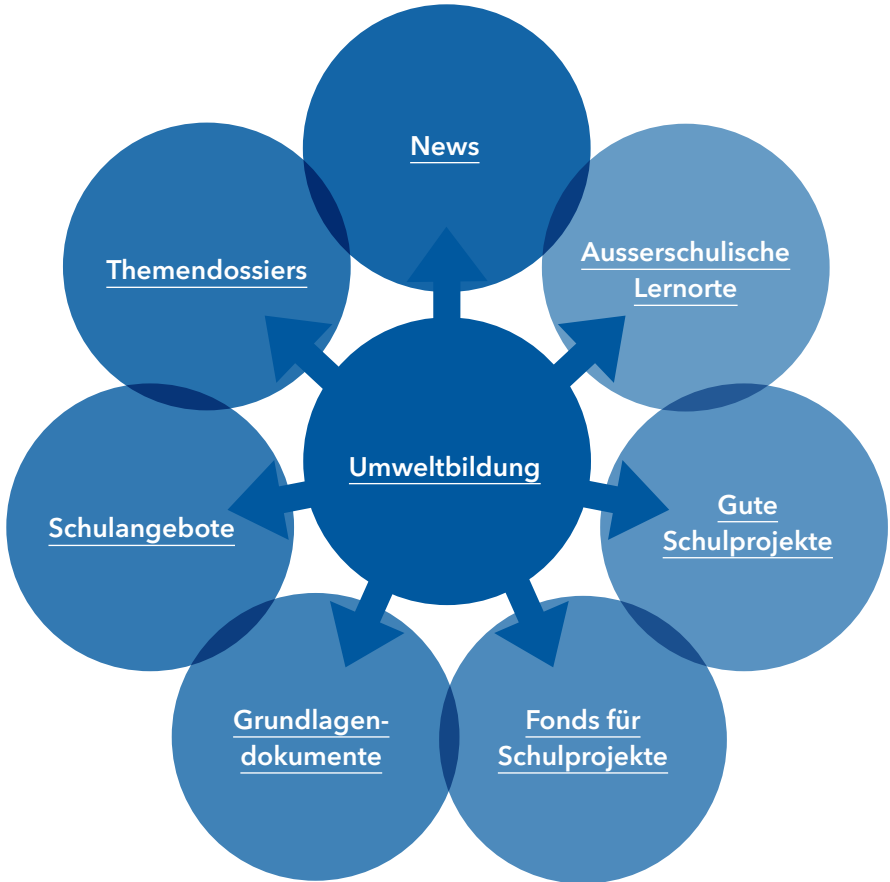 News
Ausserschulische
Lernorte
Themendossiers
Umweltbildung
Gute
Schulprojekte
Schulangebote
Grundlagen-
dokumente
Fonds für
Schulprojekte